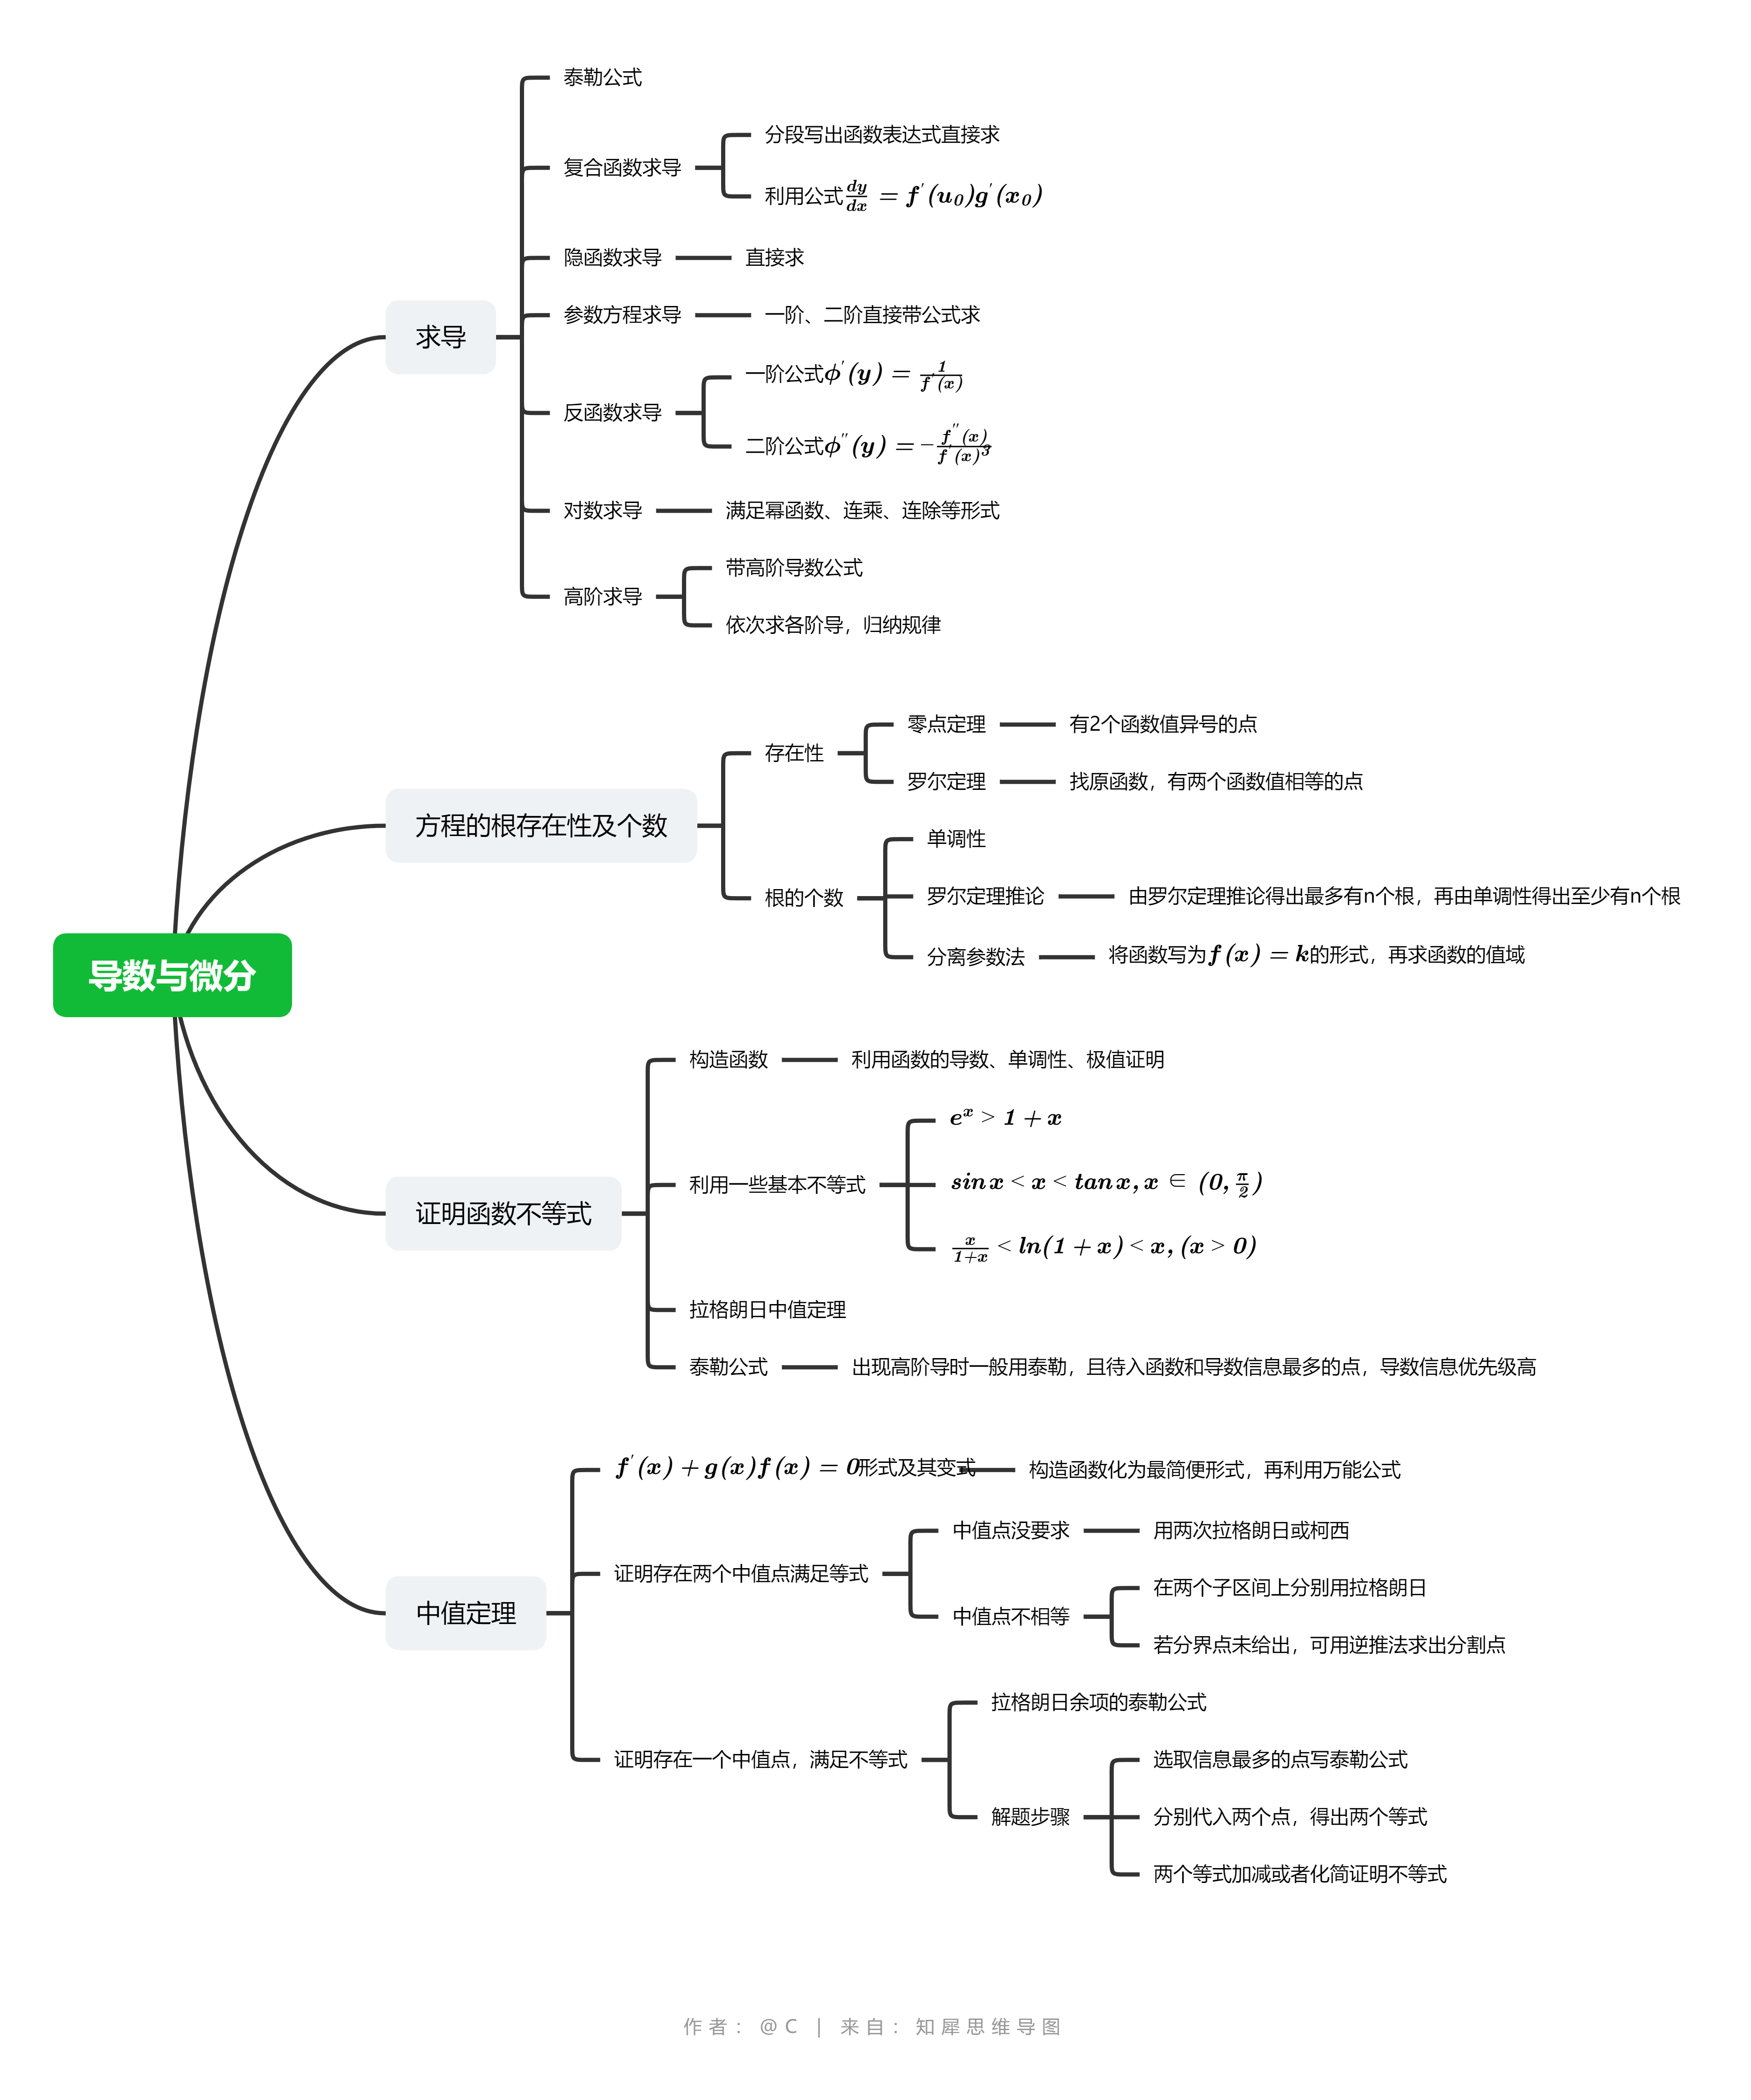 导数与微分
求导
泰勒公式
复合函数求导
分段写出函数表达式直接求
利用公式dy/dx = f'(u₀)g'(x₀)
隐函数求导
直接求
参数方程求导
一阶、二阶直接带公式求
反函数求导
一阶公式ϕ'(y) = 1/f'(x)
二阶公式ϕ''(y) = −f''(x)/f'(x)³
对数求导
满足幂函数、连乘、连除等形式
高阶求导
带高阶导数公式
依次求各阶导，归纳规律
方程的根存在性及个数
存在性
零点定理
有2个函数值异号的点
罗尔定理
找原函数，有两个函数值相等的点
根的个数
单调性
罗尔定理推论
由罗尔定理推论得出最多有n个根，再由单调性得出至少有n个根
分离参数法
将函数写为f(x) = k的形式，再求函数的值域
证明函数不等式
构造函数
利用函数的导数、单调性、极值证明
利用一些基本不等式
eˣ > 1 + x
sinx < x < tanx, x ∈ (0, π/2)
x/(1+x) < ln(1 + x) < x, (x > 0)
拉格朗日中值定理
泰勒公式
出现高阶导时一般用泰勒，且待入函数和导数信息最多的点，导数信息优先级高
中值定理
f'(x) + g(x)f(x) = 0形式及其变式
构造函数化为最简便形式，再利用万能公式
证明存在两个中值点满足等式
中值点没要求
用两次拉格朗日或柯西
中值点不相等
在两个子区间上分别用拉格朗日
若分界点未给出，可用逆推法求出分割点
证明存在一个中值点，满足不等式
拉格朗日余项的泰勒公式
解题步骤
选取信息最多的点写泰勒公式
分别代入两个点，得出两个等式
两个等式加减或者化简证明不等式
作者：@C | 来自：知犀思维导图